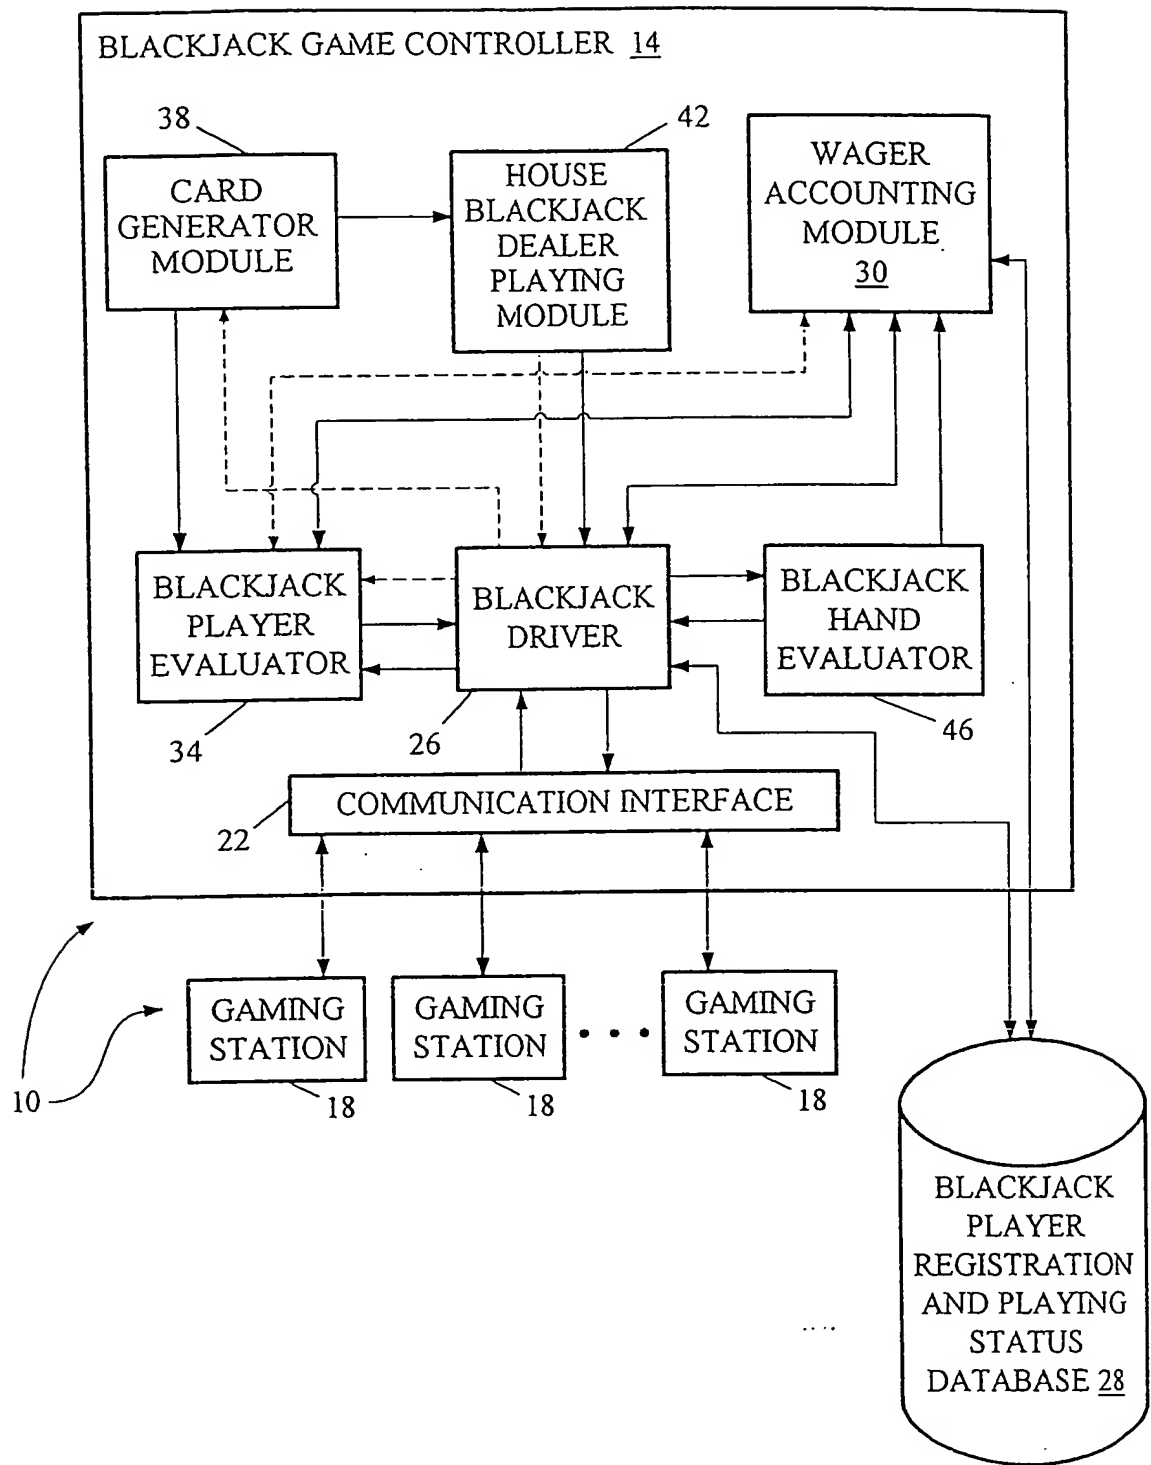 BLACKJACK GAME CONTROLLER 14
38
42
CARD
GENERATOR
MODULE
HOUSE
BLACKJACK
DEALER
PLAYING
MODULE
WAGER
ACCOUNTING
MODULE
30
BLACKJACK
PLAYER
EVALUATOR
BLACKJACK
DRIVER
BLACKJACK
HAND
EVALUATOR
34
26
46
COMMUNICATION INTERFACE
22
GAMING
STATION
GAMING
STATION
GAMING
STATION
10
18
18
18
BLACKJACK
PLAYER
REGISTRATION
AND PLAYING
STATUS
DATABASE 28